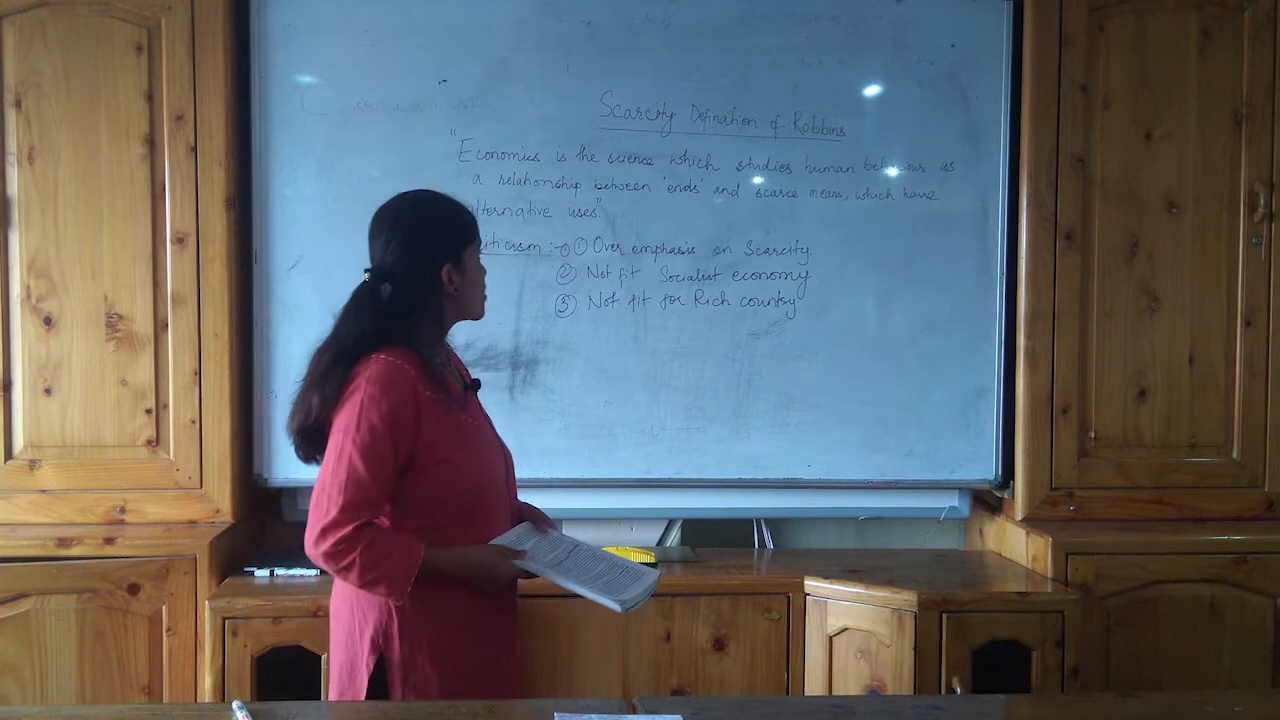 Scarcity Defination of Robbins
"Economics is the science which studies human behaviour as
a relationship between 'ends' and scarce means, which have
alternative uses".
Criticism :- ① Over emphasis on Scarcity.
② Not fit Socialist economy
③ Not fit for Rich country